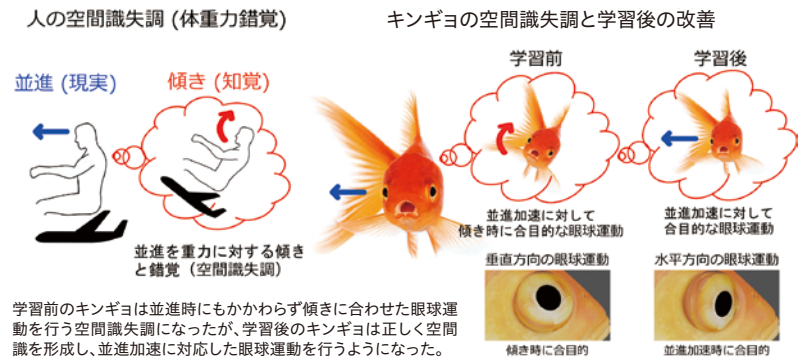 人の空間識失調 (体重力錯覚)
並進 (現実)
傾き (知覚)
並進を重力に対する傾き
と錯覚 (空間識失調)
キンギョの空間識失調と学習後の改善
学習前
並進加速に対して
傾き時に合目的な眼球運動
垂直方向の眼球運動
傾き時に合目的
学習後
並進加速に対して
合目的な眼球運動
水平方向の眼球運動
並進加速時に合目的
学習前のキンギョは並進時にもかかわらず傾きに合わせた眼球運
動を行う空間識失調になったが、学習後のキンギョは正しく空間
識を形成し、並進加速に対応した眼球運動を行うようになった。